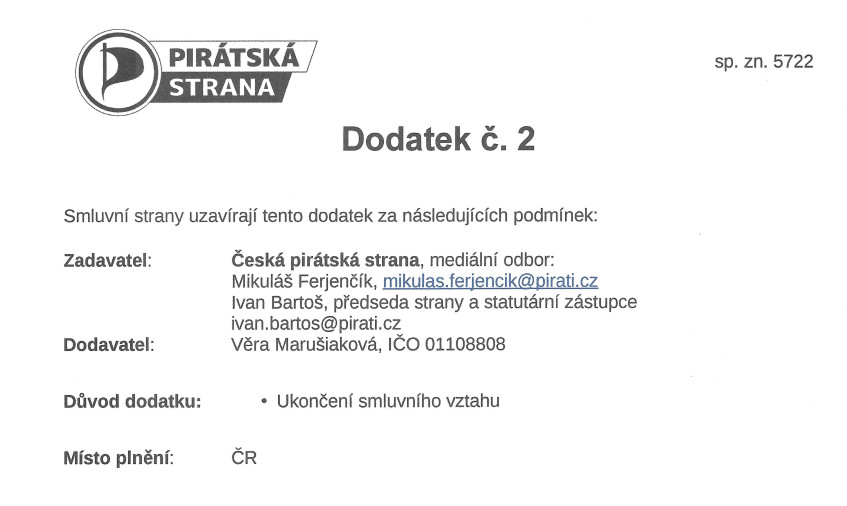 PIRÁTSKÁ
STRANA
sp. zn. 5722
Dodatek č. 2
Smluvní strany uzavírají tento dodatek za následujících podmínek:
Zadavatel: Česká pirátská strana, mediální odbor:
Mikuláš Ferjenčík, mikulas.ferjencik@pirati.cz
Ivan Bartoš, předseda strany a statutární zástupce
ivan.bartos@pirati.cz
Dodavatel: Věra Marušiaková, IČO 01108808
Důvod dodatku: • Ukončení smluvního vztahu
Místo plnění: ČR